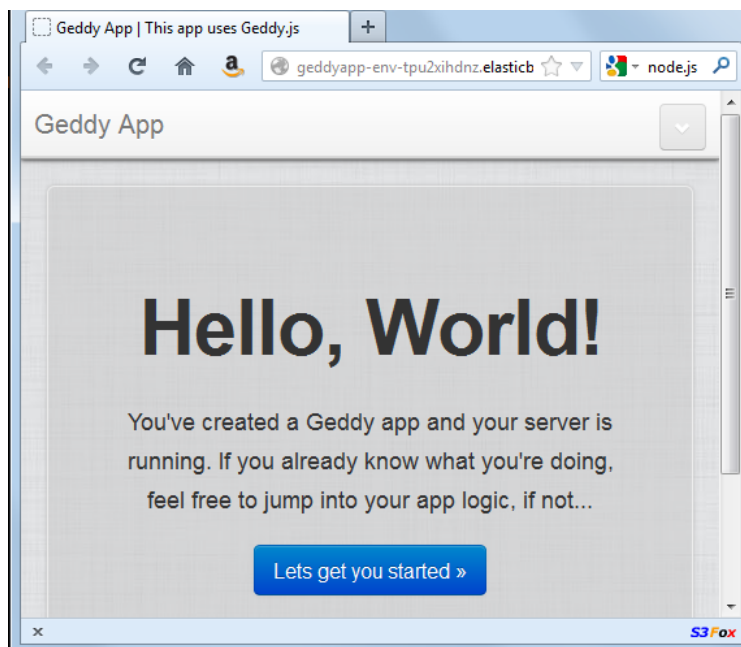 Geddy App | This app uses Geddy.js
geddyapp-env-tpu2xihdnz.elasticb
node.js
Geddy App
Hello, World!
You've created a Geddy app and your server is
running. If you already know what you're doing,
feel free to jump into your app logic, if not...
Lets get you started »
S3Fox